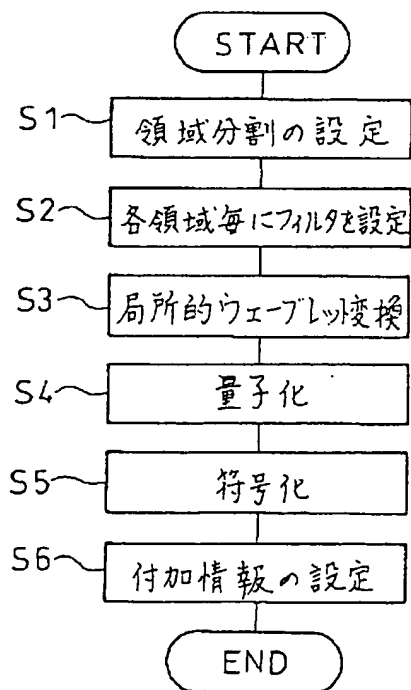 START
S1 領域分割の設定
S2 各領域毎にフィルタを設定
S3 局所的ウェーブレット変換
S4 量子化
S5 符号化
S6 付加情報の設定
END